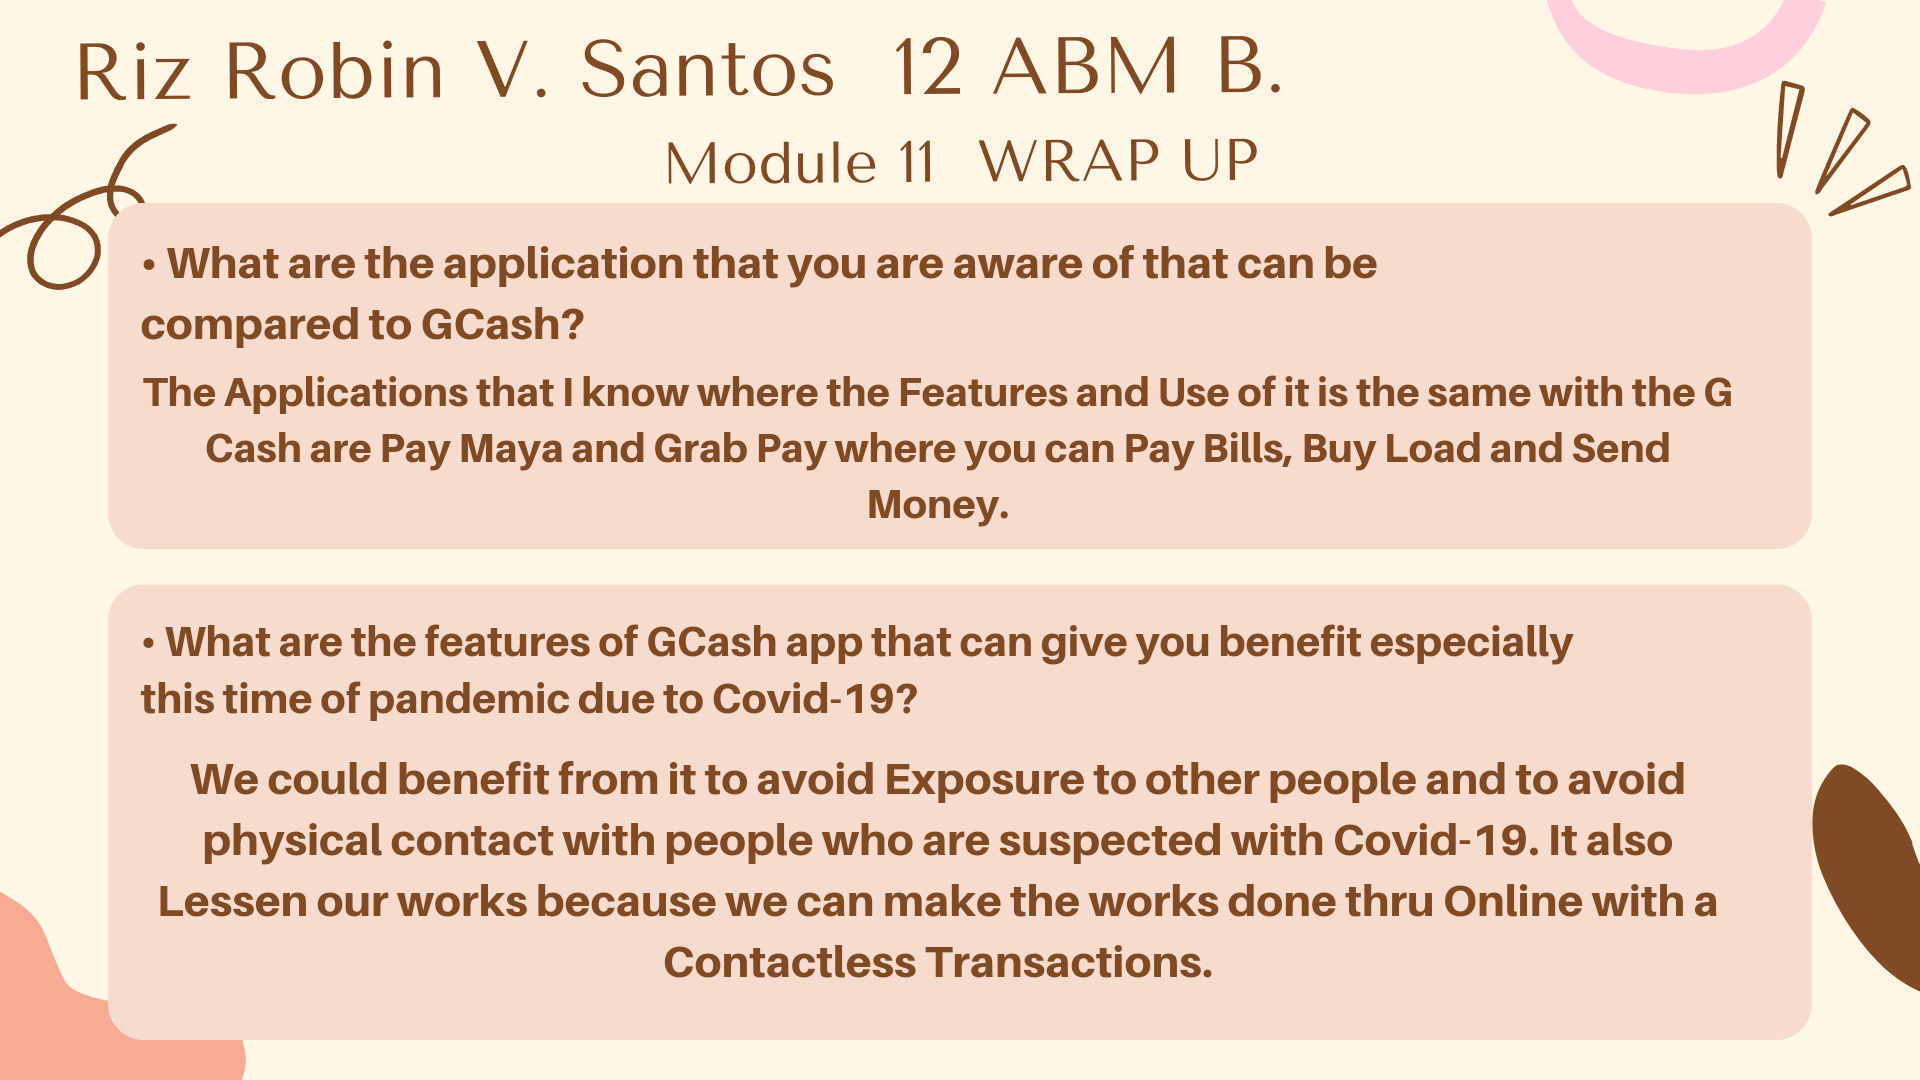 Riz Robin V. Santos 12 ABM B.
Module 11 WRAP UP
• What are the application that you are aware of that can be
compared to GCash?
The Applications that I know where the Features and Use of it is the same with the G
Cash are Pay Maya and Grab Pay where you can Pay Bills, Buy Load and Send
Money.
• What are the features of GCash app that can give you benefit especially
this time of pandemic due to Covid-19?
We could benefit from it to avoid Exposure to other people and to avoid
physical contact with people who are suspected with Covid-19. It also
Lessen our works because we can make the works done thru Online with a
Contactless Transactions.